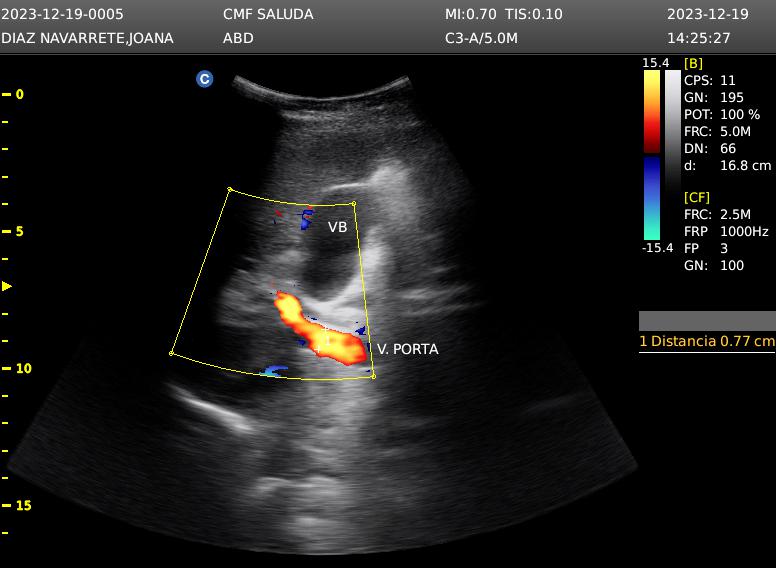 2023-12-19-0005 CMF SALUDA MI:0.70 TIS:0.10 2023-12-19
DIAZ NAVARRETE,JOANA ABD C3-A/5.0M 14:25:27
C
15.4 [B]
CPS: 11
GN: 195
POT: 100 %
FRC: 5.0M
DN: 66
d: 16.8 cm
[CF]
FRC: 2.5M
FRP 1000Hz
-15.4 FP 3
GN: 100
0
5
10
15
VB
1
V. PORTA
1 Distancia 0.77 cm